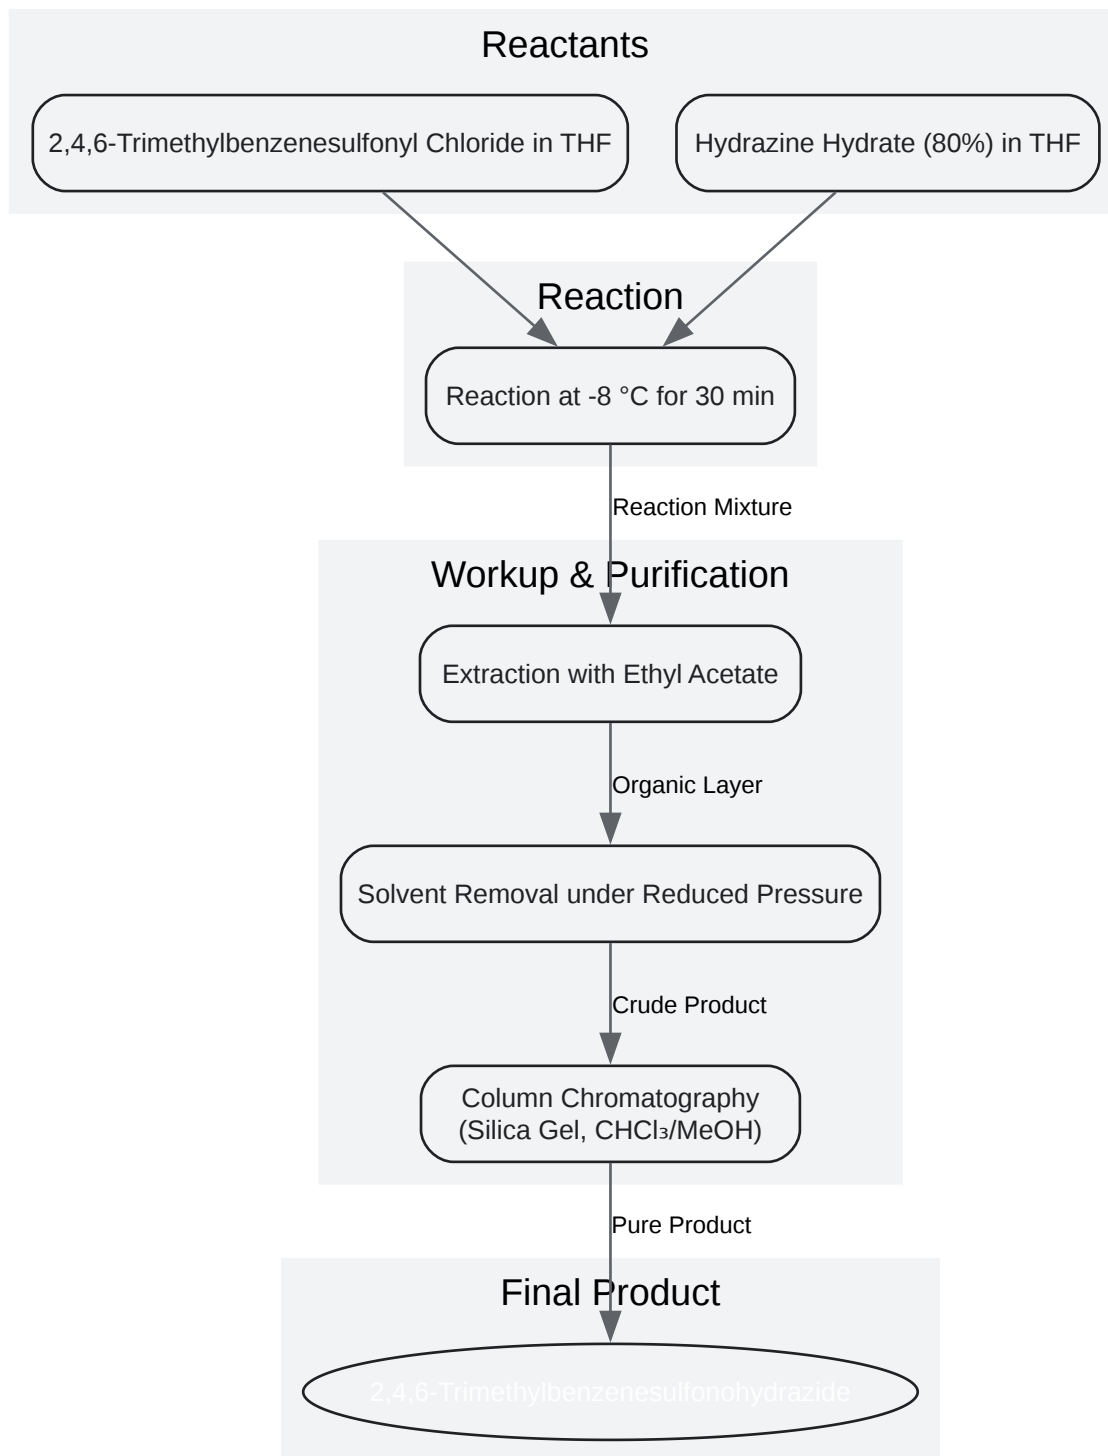 Reactants
2,4,6-Trimethylbenzenesulfonyl Chloride in THF
Hydrazine Hydrate (80%) in THF
Reaction
Reaction at -8 °C for 30 min
Reaction Mixture
Workup & Purification
Extraction with Ethyl Acetate
Organic Layer
Solvent Removal under Reduced Pressure
Crude Product
Column Chromatography
(Silica Gel, CHCl₃/MeOH)
Pure Product
Final Product
2,4,6-Trimethylbenzenesulfonohydrazide